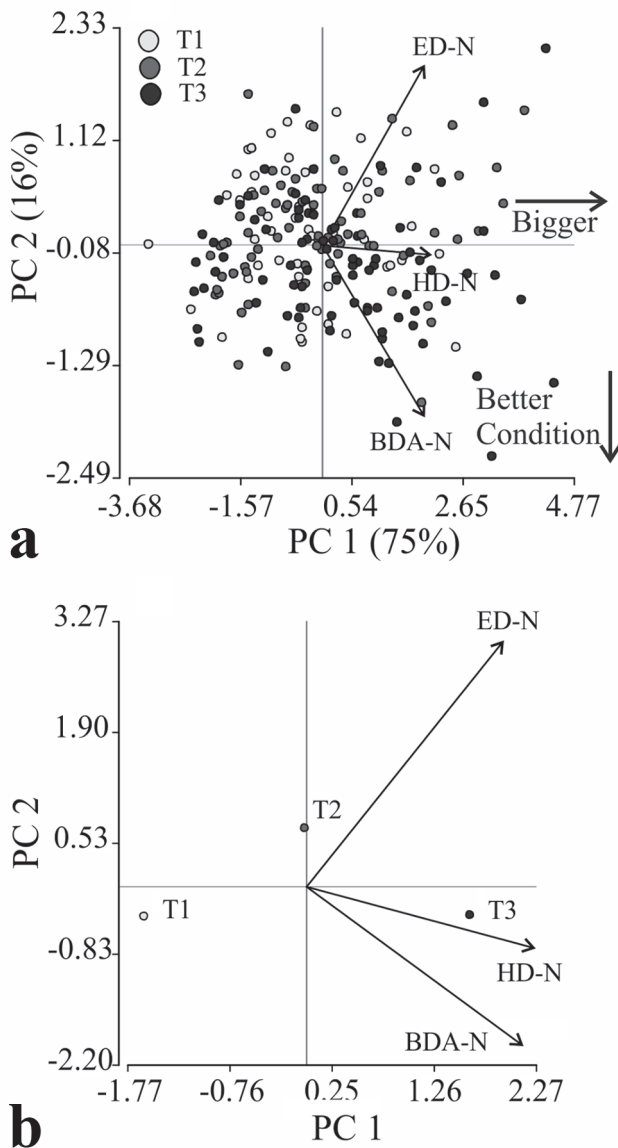 2.33
T1
T2
T3
ED-N
1.12
PC 2 (16%)
Bigger
-0.08
HD-N
-1.29
BDA-N
Better
Condition
-2.49
-3.68 -1.57 0.54 2.65 4.77
a
PC 1 (75%)
3.27
ED-N
1.90
PC 2
T2
0.53
T1
T3
-0.83
HD-N
BDA-N
-2.20
-1.77 -0.76 0.25 1.26 2.27
b
PC 1